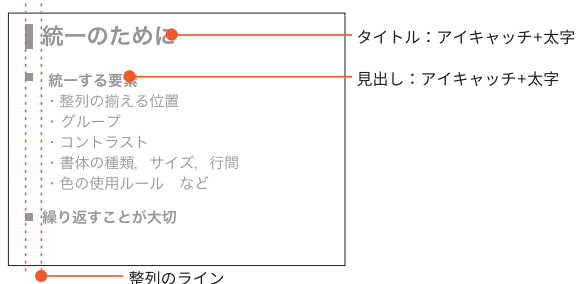 統一のために
タイトル：アイキャッチ+太字
統一する要素
見出し：アイキャッチ+太字
・整列の揃える位置
・グループ
・コントラスト
・書体の種類，サイズ，行間
・色の使用ルール　など
繰り返すことが大切
整列のライン